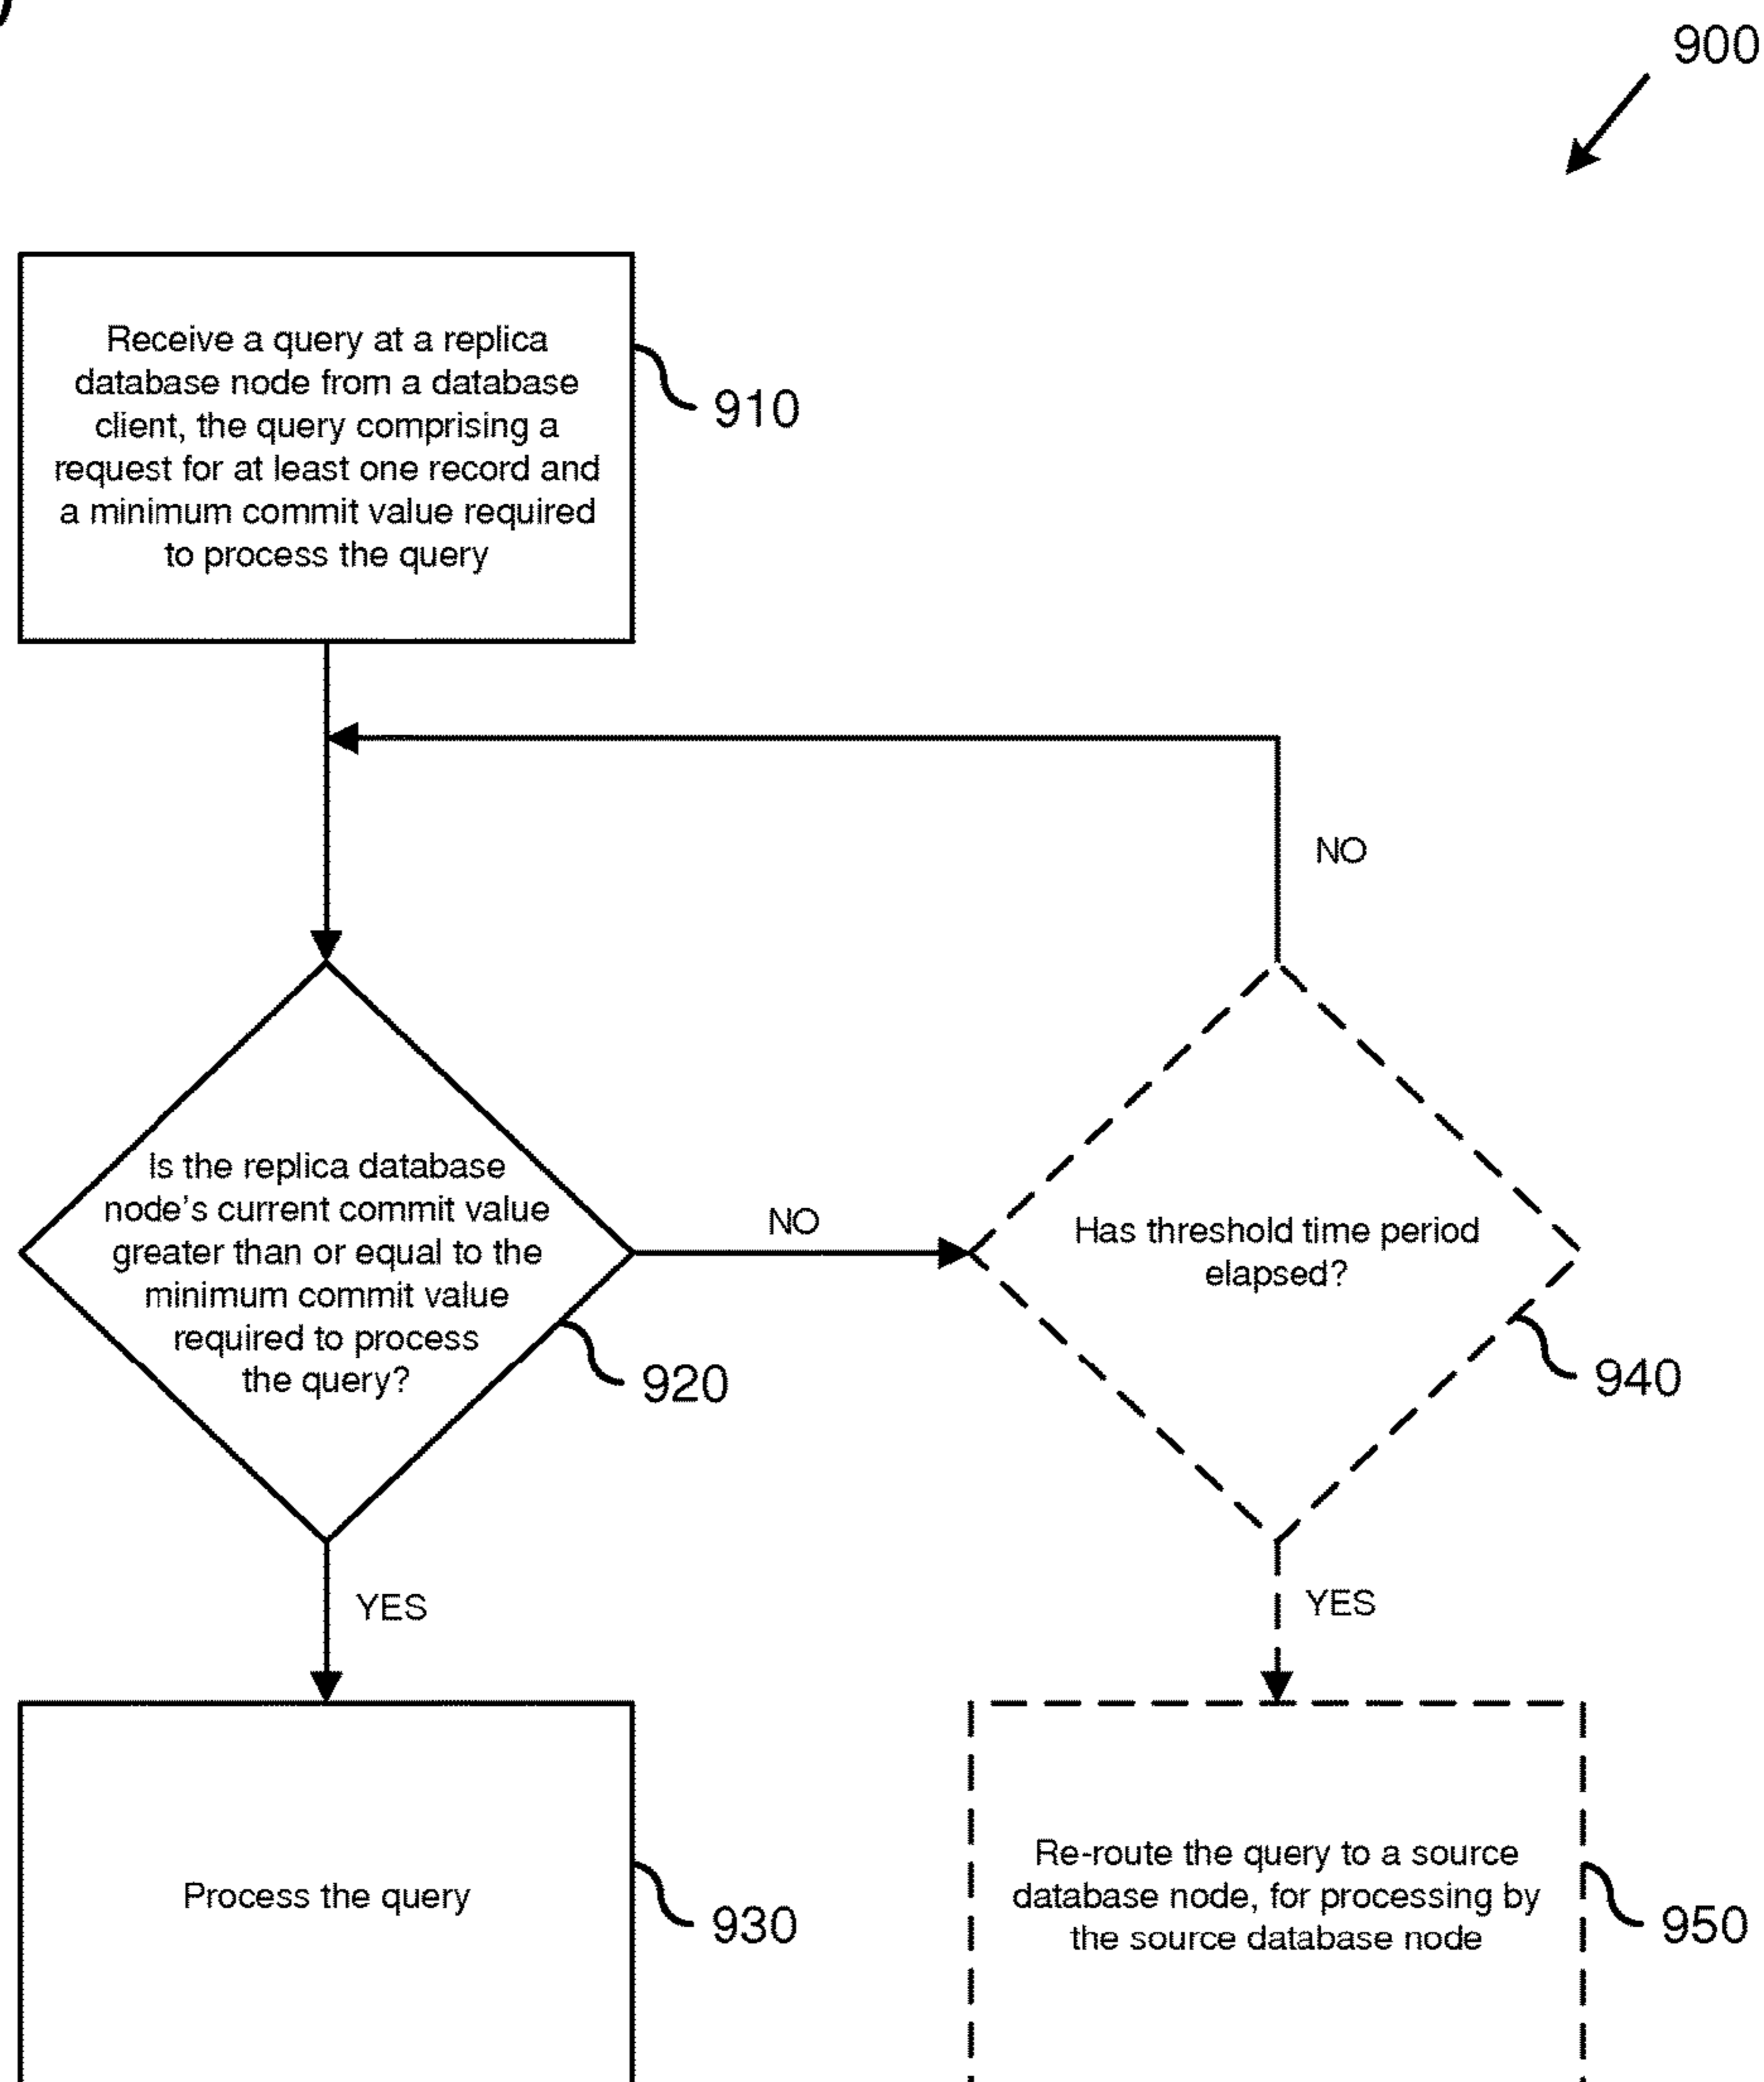 900
Receive a query at a replica
database node from a database
client, the query comprising a
request for at least one record and
a minimum commit value required
to process the query
910
NO
Is the replica database
node's current commit value
greater than or equal to the
minimum commit value
required to process
the query?
920
NO
Has threshold time period
elapsed?
940
YES
YES
Process the query
930
Re-route the query to a source
database node, for processing by
the source database node
950